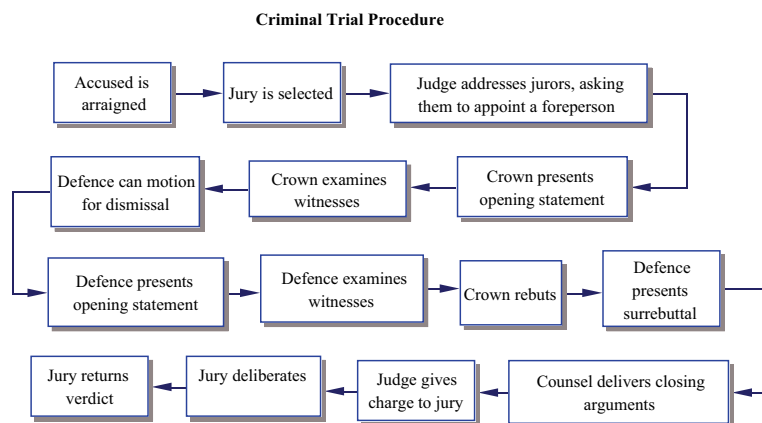 Criminal Trial Procedure
Accused is
arraigned
Jury is selected
Judge addresses jurors, asking
them to appoint a foreperson
Crown presents
opening statement
Crown examines
witnesses
Defence can motion
for dismissal
Defence presents
opening statement
Defence examines
witnesses
Crown rebuts
Defence
presents
surrebuttal
Counsel delivers closing
arguments
Judge gives
charge to jury
Jury deliberates
Jury returns
verdict